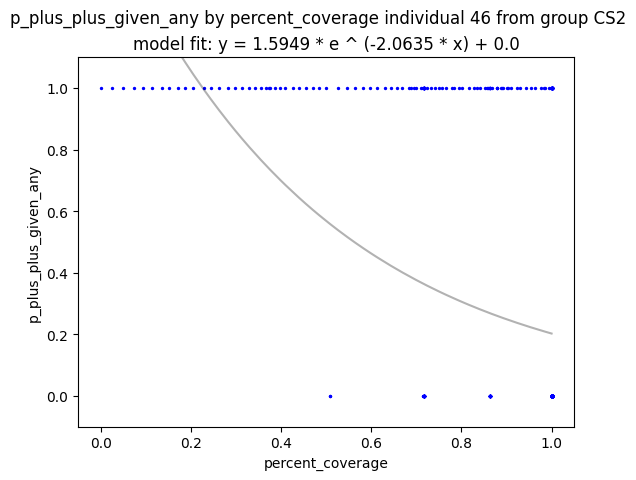 p_plus_plus_given_any by percent_coverage individual 46 from group CS2
model fit: y = 1.5949 * e ^ (-2.0635 * x) + 0.0
1.0
0.8
0.6
0.4
0.2
0.0
p_plus_plus_given_any
0.0 0.2 0.4 0.6 0.8 1.0
percent_coverage